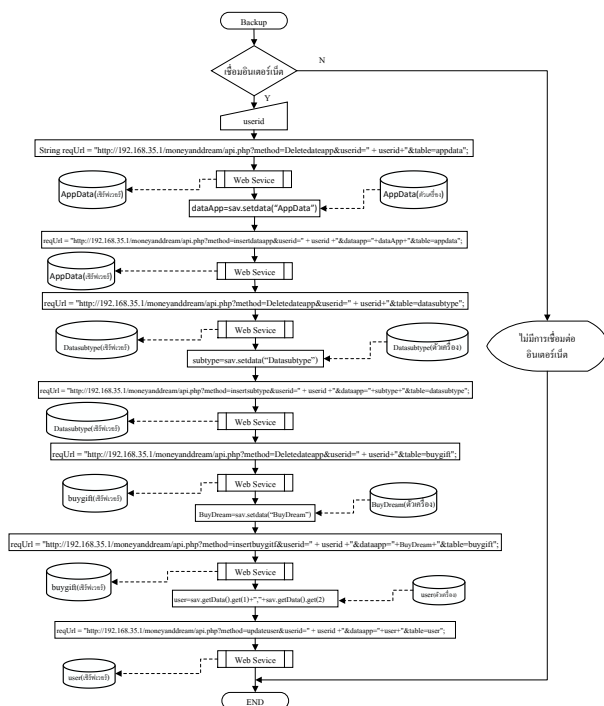 Backup
เชื่อมอินเตอร์เน็ต
N
Y
userid
String reqUrl = "http://192.168.35.1/moneyanddream/api.php?method=Deletedateapp&userid=" + userid+"&table=appdata";
Web Sevice
AppData(เซิร์ฟเวอร์)
dataApp=sav.setdata("AppData")
AppData(ตัวเครื่อง)
reqUrl = "http://192.168.35.1/moneyanddream/api.php?method=insertdataapp&userid=" + userid +"&dataapp="+dataApp+"&table=appdata";
Web Sevice
AppData(เซิร์ฟเวอร์)
reqUrl = "http://192.168.35.1/moneyanddream/api.php?method=Deletedateapp&userid=" + userid+"&table=datasubtype";
Web Sevice
Datasubtype(เซิร์ฟเวอร์)
Datasubtype(ตัวเครื่อง)
ไม่มีการเชื่อมต่อ
อินเตอร์เน็ต
subtype=sav.setdata("Datasubtype")
reqUrl = "http://192.168.35.1/moneyanddream/api.php?method=insertsubtype&userid=" + userid +"&dataapp="+subtype+"&table=datasubtype";
Web Sevice
Datasubtype(เซิร์ฟเวอร์)
reqUrl = "http://192.168.35.1/moneyanddream/api.php?method=Deletedateapp&userid=" + userid+"&table=buygift";
Web Sevice
buygift(เซิร์ฟเวอร์)
BuyDream=sav.setdata("BuyDream")
BuyDream(ตัวเครื่อง)
reqUrl = "http://192.168.35.1/moneyanddream/api.php?method=insertbuygitf&userid=" + userid +"&dataapp="+BuyDream+"&table=buygift";
Web Sevice
buygift(เซิร์ฟเวอร์)
user=sav.getData().get(1)+","+sav.getData().get(2)
user(ตัวเครื่อง)
reqUrl = "http://192.168.35.1/moneyanddream/api.php?method=updateuser&userid=" + userid +"&dataapp="+user+"&table=user";
Web Sevice
user(เซิร์ฟเวอร์)
END